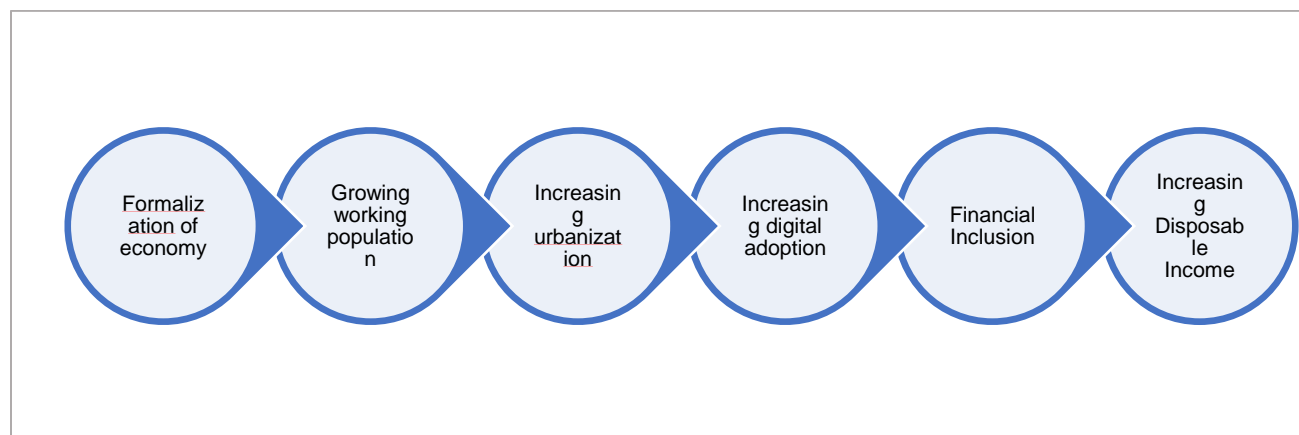 Formaliz
ation of
economy
Growing
working
populatio
n
Increasin
g
urbanizat
ion
Increasin
g digital
adoption
Financial
Inclusion
Increasin
g
Disposab
le
Income